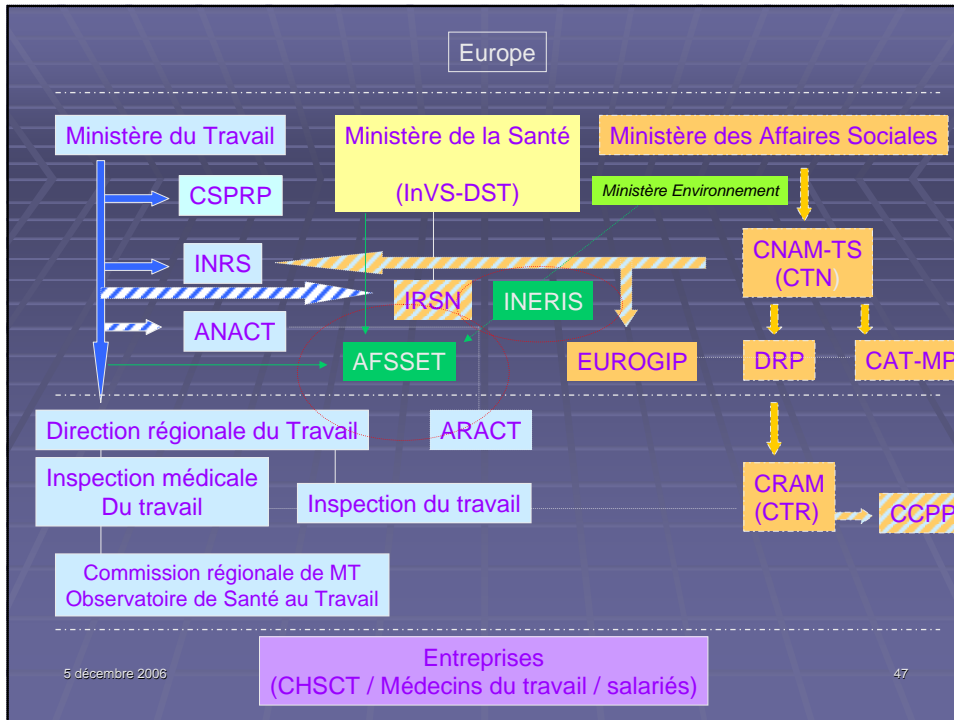 Europe
Ministère du Travail
Ministère de la Santé
(InVS-DST)
Ministère des Affaires Sociales
Ministère Environnement
CSPRP
INRS
CNAM-TS
(CTN)
IRSN
INERIS
ANACT
AFSSET
EUROGIP
DRP
CAT-MP
Direction régionale du Travail
ARACT
Inspection médicale
Du travail
Inspection du travail
CRAM
(CTR)
CCPP
Commission régionale de MT
Observatoire de Santé au Travail
Entreprises
(CHSCT / Médecins du travail / salariés)
5 décembre 2006
47